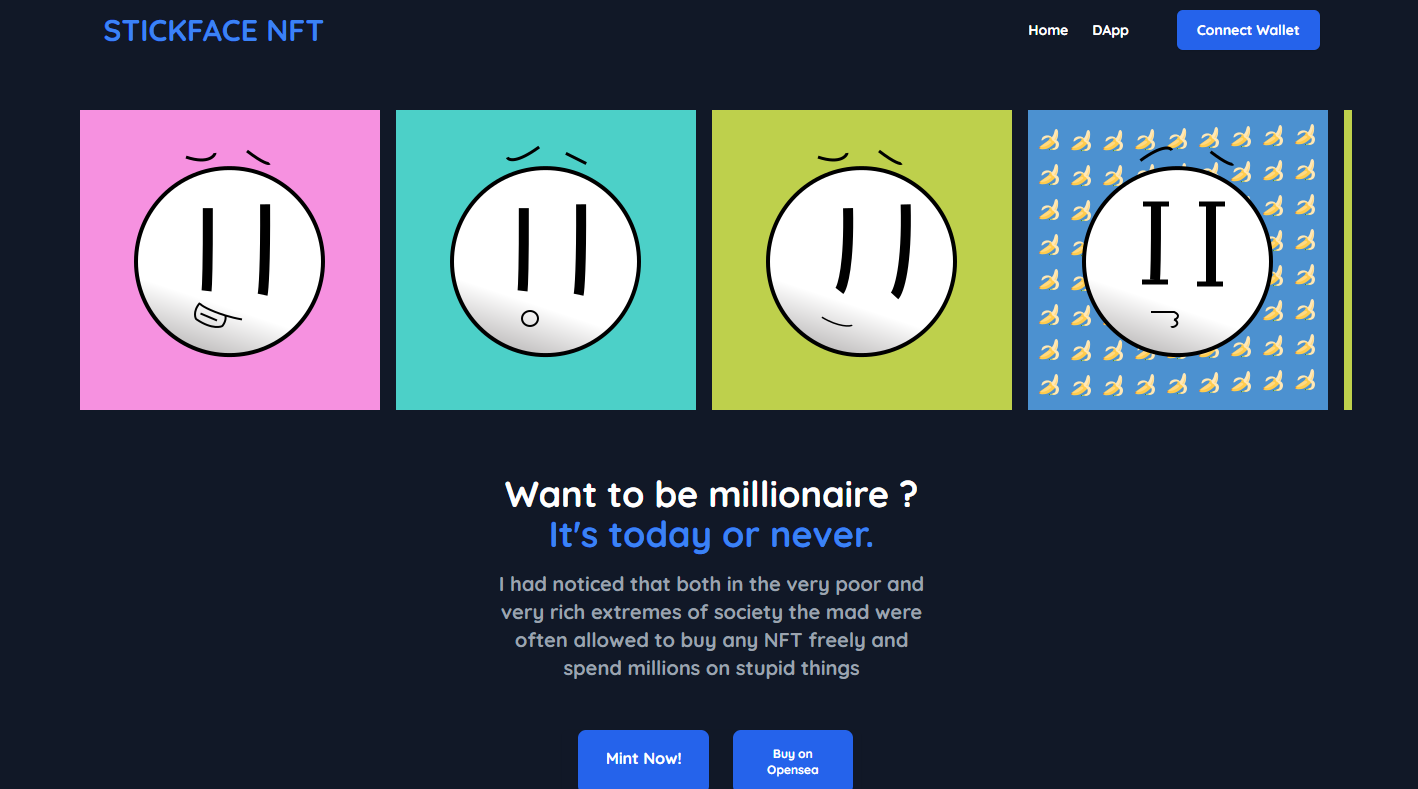 STICKFACE NFT
Home
DApp
Connect Wallet
Want to be millionaire ?
It's today or never.
I had noticed that both in the very poor and
very rich extremes of society the mad were
often allowed to buy any NFT freely and
spend millions on stupid things
Mint Now!
Buy on
Opensea